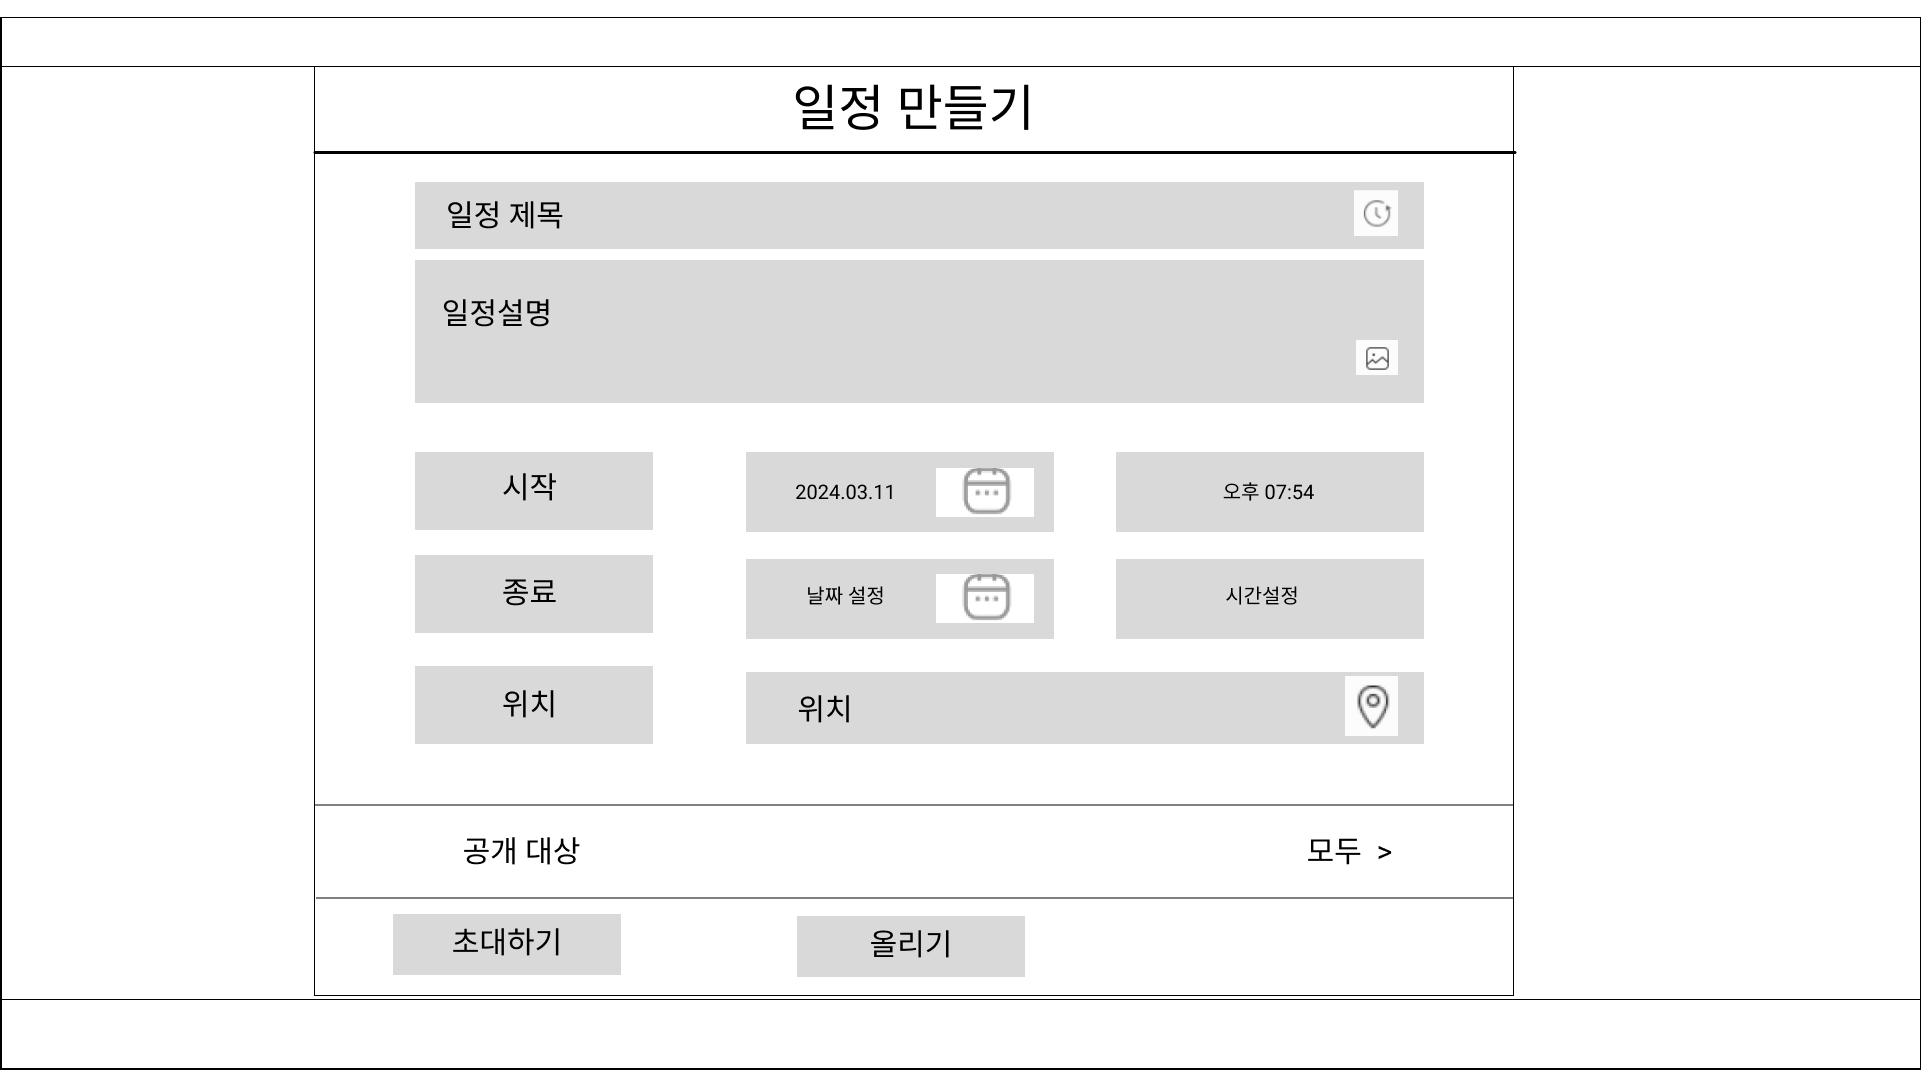 일정 만들기
일정 제목
일정설명
시작
2024.03.11
오후 07:54
종료
날짜 설정
시간설정
위치
위치
공개 대상
모두 >
초대하기
올리기